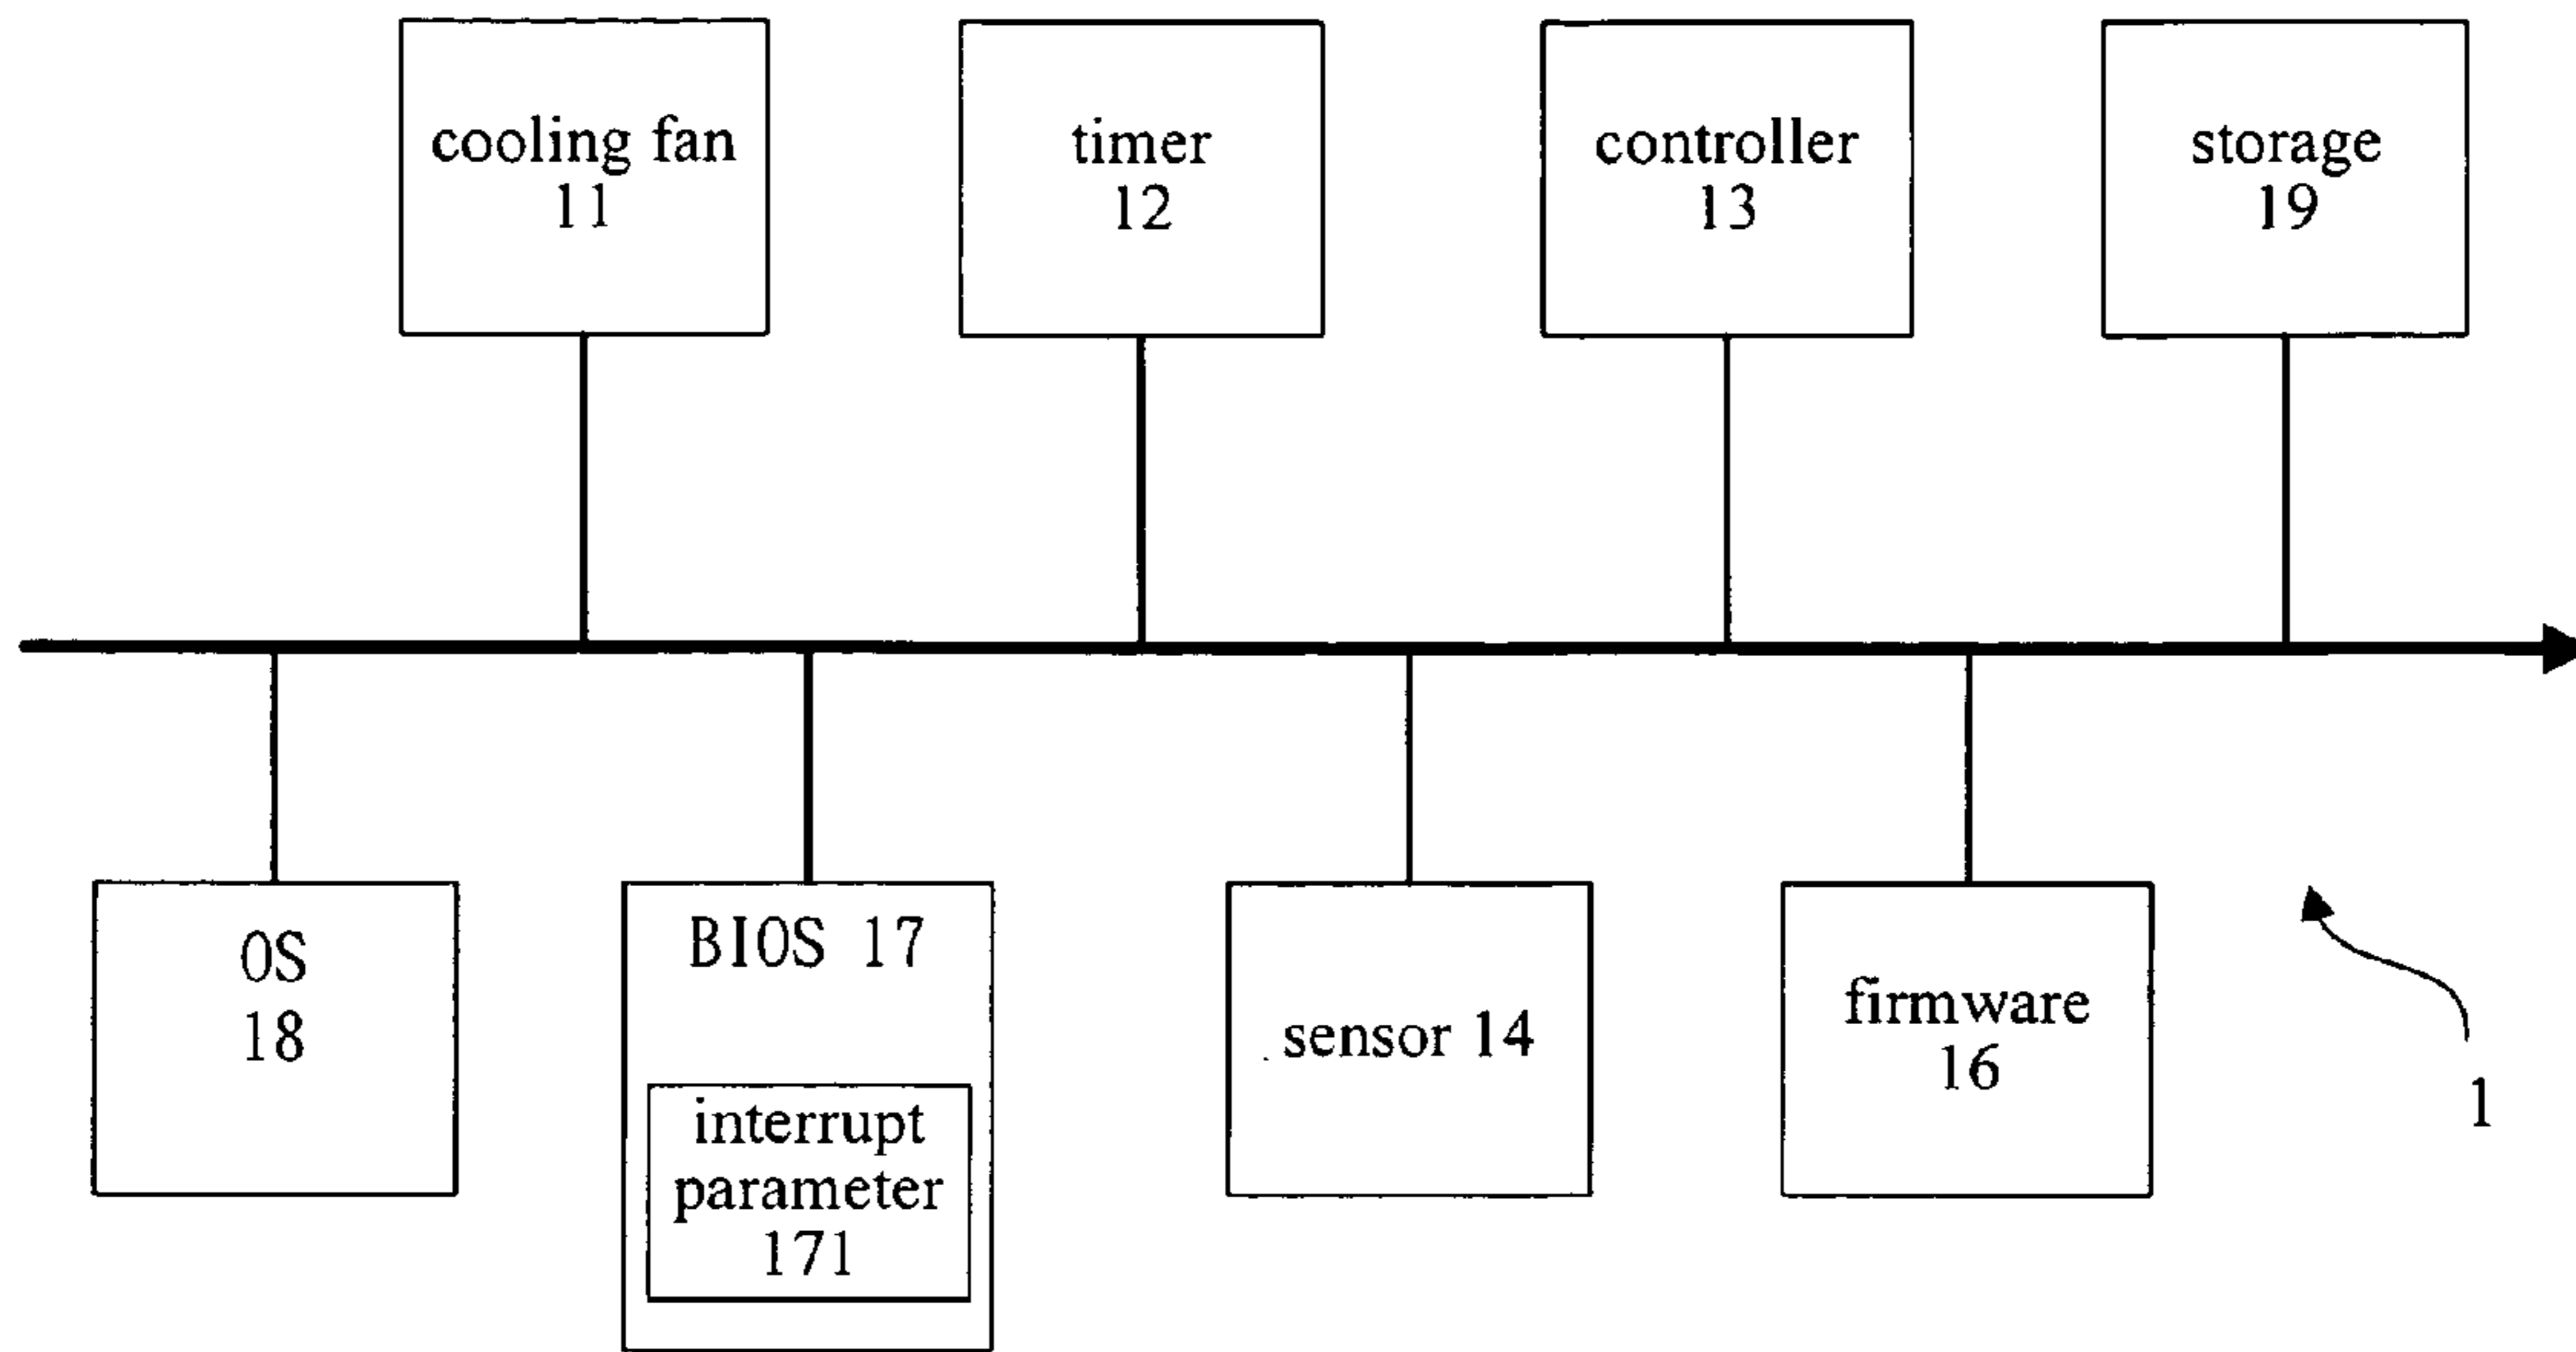 cooling fan
11
timer
12
controller
13
storage
19
OS
18
BIOS 17
interrupt
parameter
171
sensor 14
firmware
16
1